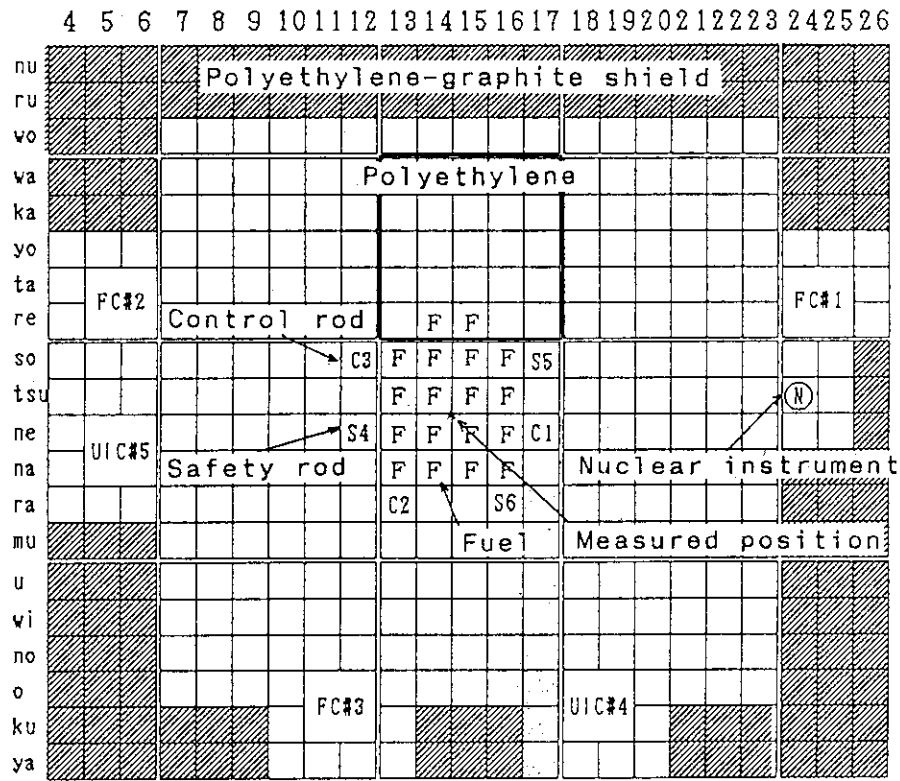 4 5 6 7 8 9 10 11 12 13 14 15 16 17 18 19 20 21 22 23 24 25 26
nu
Polyethylene-graphite shield
ru
wo
wa
Polyethylene
ka
yo
ta
FC#2 FC#1
re Control rod F F
so C3 F F F F S5
tsu F F F F N
ne S4 F F F F C1
UIC#5
na Safety rod F F F F Nuclear instrument
ra C2 S6
mu Fuel Measured position
u
wi
no
o
FC#3 UIC#4
ku
ya